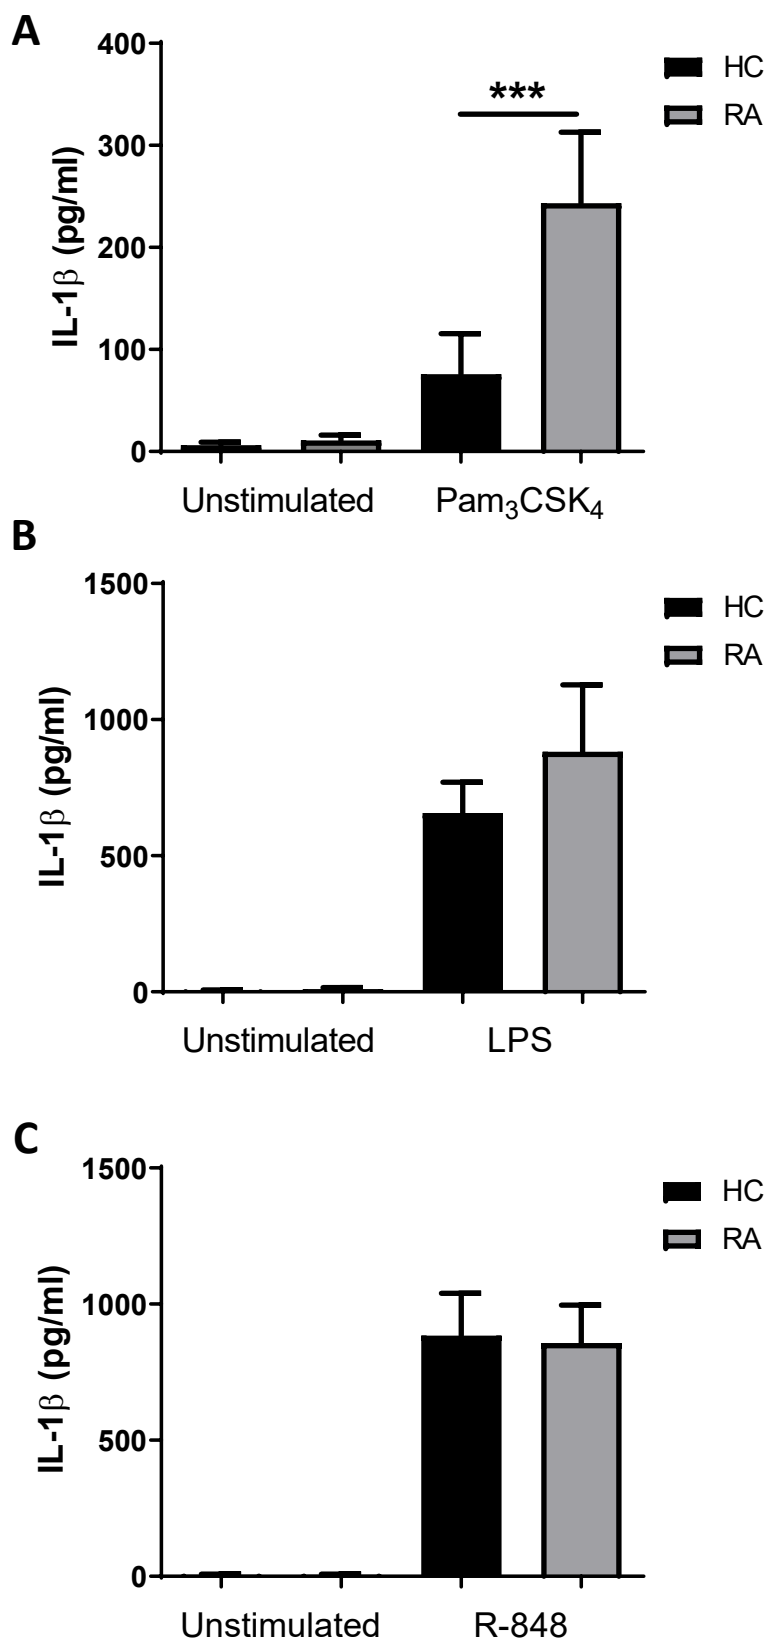 A
400
300
200
100
0
IL-1β (pg/ml)
***
HC
RA
Unstimulated Pam₃CSK₄
B
1500
1000
500
0
IL-1β (pg/ml)
HC
RA
Unstimulated LPS
C
1500
1000
500
0
IL-1β (pg/ml)
HC
RA
Unstimulated R-848